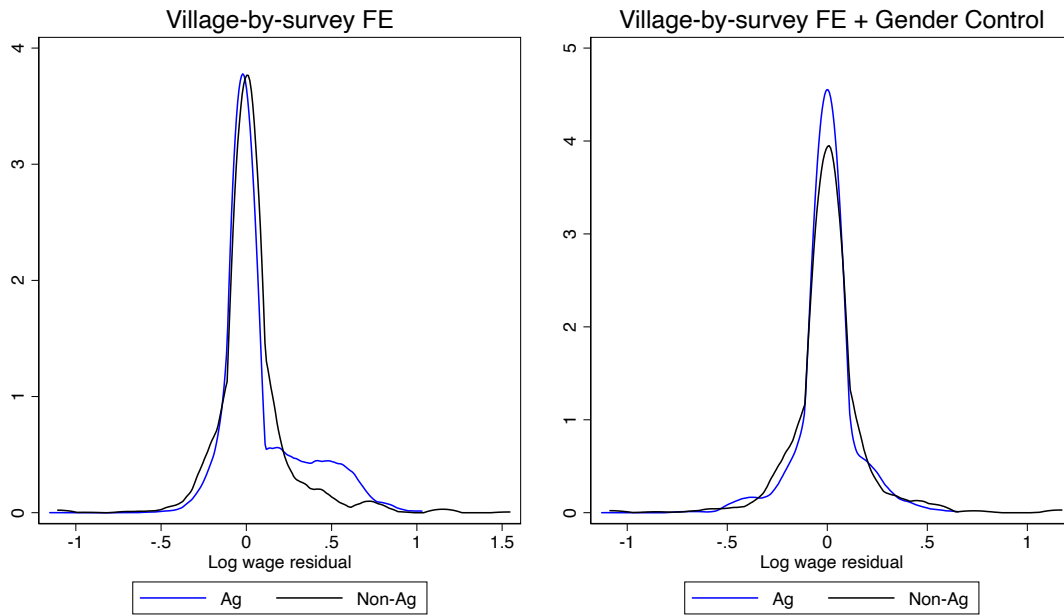 Village-by-survey FE
4
3
2
1
0
-1
-.5
0
.5
1
1.5
Log wage residual
Ag
Non-Ag
Village-by-survey FE + Gender Control
5
4
3
2
1
0
-1
-.5
0
.5
1
Log wage residual
Ag
Non-Ag